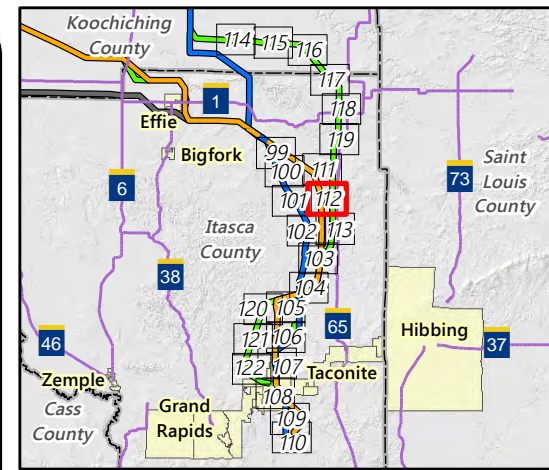 Koochiching
County
114
115
116
117
1
118
Effie
119
99
Bigfork
100
111
Saint
Louis
County
73
6
101
112
Itasca
County
102
113
38
103
104
120
105
65
Hibbing
46
121
106
37
122
107
Taconite
Zemple
Cass
County
108
Grand
Rapids
109
110